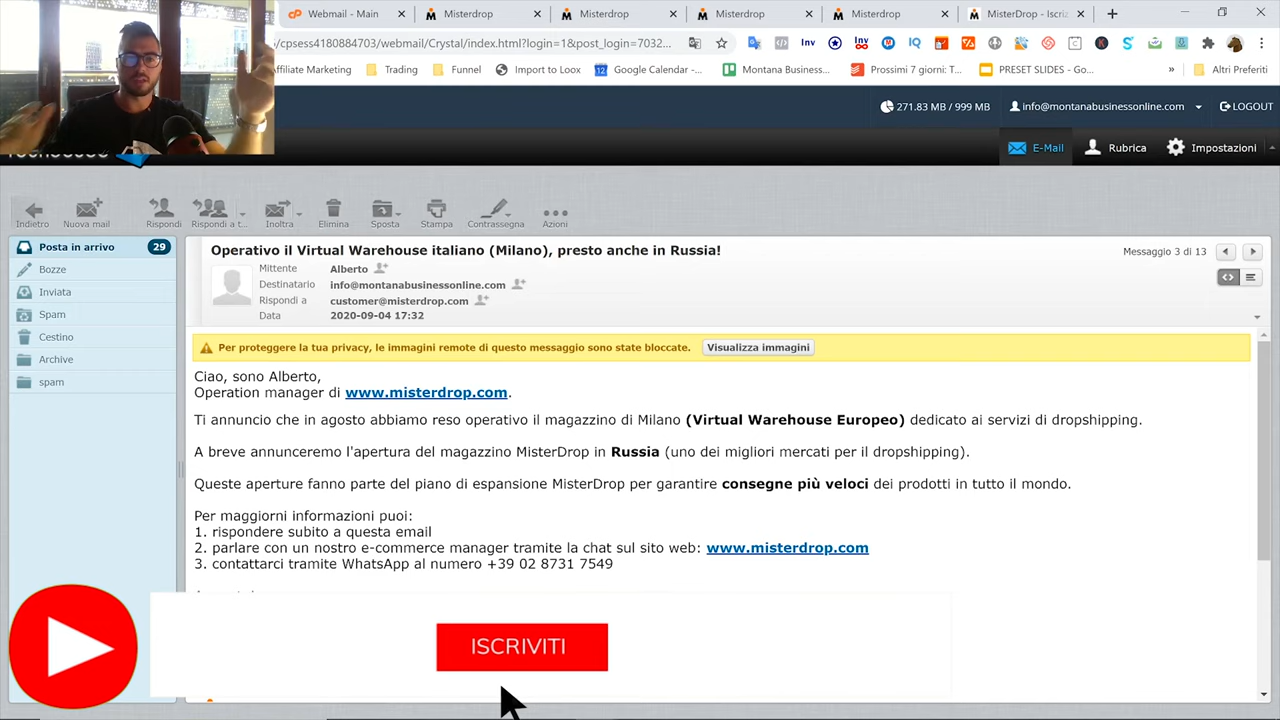 Webmail - Main
Misterdrop
Misterdrop
Misterdrop
Misterdrop
MisterDrop - Iscri
/cpsess4180884703/webmail/Crystal/index.html?login=1&post_login=7032...
Inv
Inv
IQ
ffiliate Marketing
Trading
Funnel
Import to Loox
Google Calendar -...
Montana Business...
Prossimi 7 giorni: T...
PRESET SLIDES - G...
»
Altri Preferiti
271.83 MB / 999 MB
info@montanabusinessonline.com
LOGOUT
E-Mail
Rubrica
Impostazioni
Indietro
Nuova mail
Rispondi
Rispondi a t...
Inoltra
Elimina
Sposta
Stampa
Contrassegna
Azioni
Posta in arrivo 29
Bozze
Inviata
Spam
Cestino
Archive
spam
Operativo il Virtual Warehouse italiano (Milano), presto anche in Russia!
Messaggio 3 di 13
Mittente Alberto
Destinatario info@montanabusinessonline.com
Rispondi a customer@misterdrop.com
Data 2020-09-04 17:32
Per proteggere la tua privacy, le immagini remote di questo messaggio sono state bloccate. Visualizza immagini
Ciao, sono Alberto,
Operation manager di www.misterdrop.com.
Ti annuncio che in agosto abbiamo reso operativo il magazzino di Milano (Virtual Warehouse Europeo) dedicato ai servizi di dropshipping.
A breve annunceremo l'apertura del magazzino MisterDrop in Russia (uno dei migliori mercati per il dropshipping).
Queste aperture fanno parte del piano di espansione MisterDrop per garantire consegne più veloci dei prodotti in tutto il mondo.
Per maggiorni informazioni puoi:
1. rispondere subito a questa email
2. parlare con un nostro e-commerce manager tramite la chat sul sito web: www.misterdrop.com
3. contattarci tramite WhatsApp al numero +39 02 8731 7549
ISCRIVITI